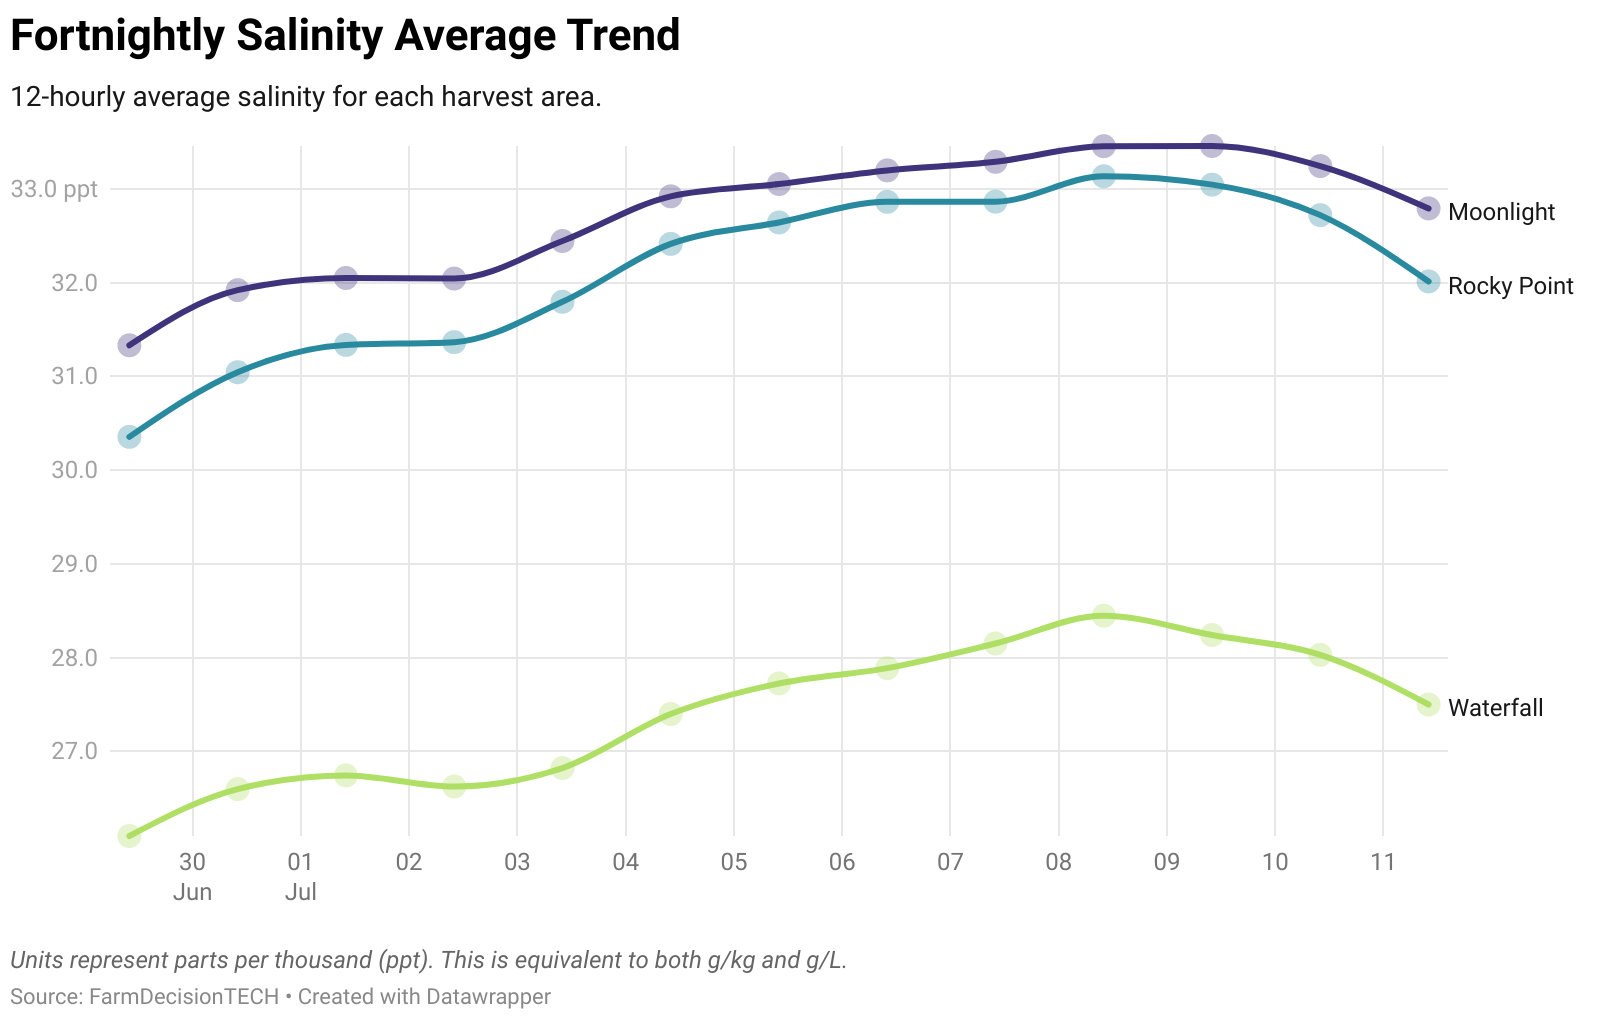 Fortnightly Salinity Average Trend
12-hourly average salinity for each harvest area.
33.0 ppt
32.0
31.0
30.0
29.0
28.0
27.0
Moonlight
Rocky Point
Waterfall
30 01 02 03 04 05 06 07 08 09 10 11
Jun Jul
Units represent parts per thousand (ppt). This is equivalent to both g/kg and g/L.
Source: FarmDecisionTECH • Created with Datawrapper